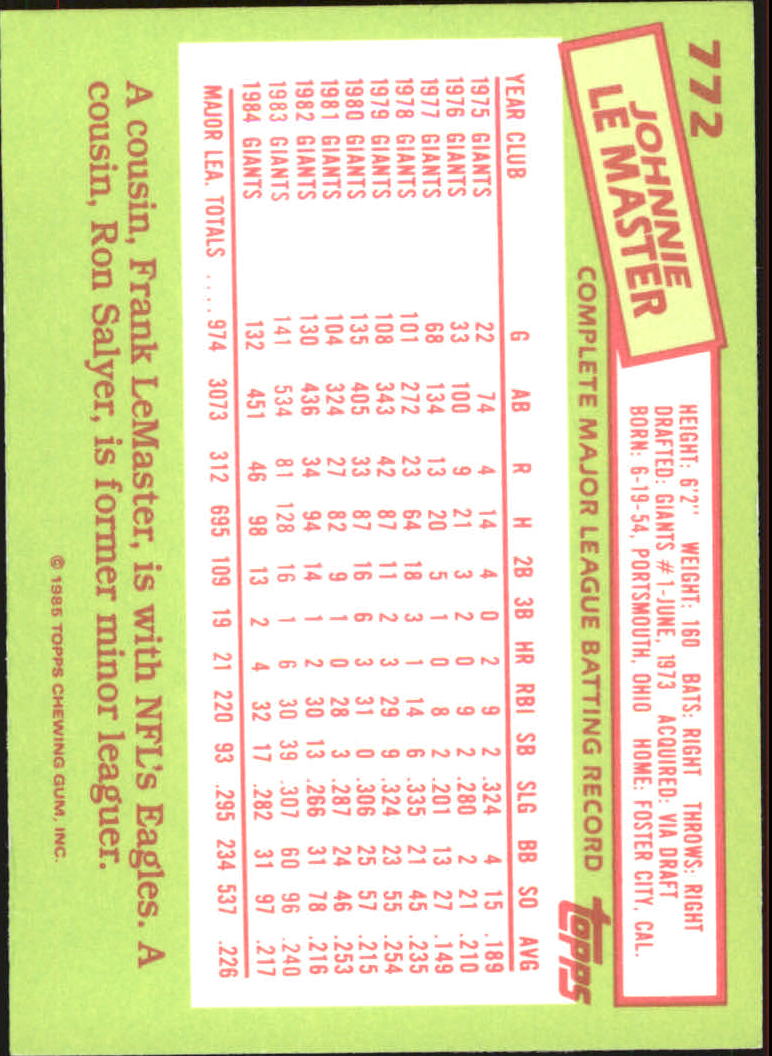 772
JOHNNIE
LE MASTER
HEIGHT: 6'2" WEIGHT: 160 BATS: RIGHT THROWS: RIGHT
DRAFTED: GIANTS #1-JUNE, 1973 ACQUIRED: VIA DRAFT
BORN: 6-19-54, PORTSMOUTH, OHIO HOME: FOSTER CITY, CAL.
COMPLETE MAJOR LEAGUE BATTING RECORD
topps
YEAR CLUB G AB R H 2B 3B HR RBI SB SLG BB SO AVG
1975 GIANTS 22 74 4 14 4 0 2 9 2 .324 4 15 .189
1976 GIANTS 33 100 9 21 3 2 0 9 2 .280 2 21 .210
1977 GIANTS 68 134 13 20 5 1 0 8 2 .201 13 27 .149
1978 GIANTS 101 272 23 64 18 3 1 14 6 .335 21 45 .235
1979 GIANTS 108 343 42 87 11 2 3 29 9 .324 23 55 .254
1980 GIANTS 135 405 33 87 16 6 3 31 0 .306 25 57 .215
1981 GIANTS 104 324 27 82 9 1 0 28 3 .287 24 46 .253
1982 GIANTS 130 436 34 94 14 1 2 30 13 .266 31 78 .216
1983 GIANTS 141 534 81 128 16 1 6 30 39 .307 60 96 .240
1984 GIANTS 132 451 46 98 13 2 4 32 17 .282 31 97 .217
MAJOR LEA. TOTALS ..... 974 3073 312 695 109 19 21 220 93 .295 234 537 .226
A cousin, Frank LeMaster, is with NFL's Eagles. A
cousin, Ron Salyer, is former minor leaguer.
© 1985 TOPPS CHEWING GUM, INC.